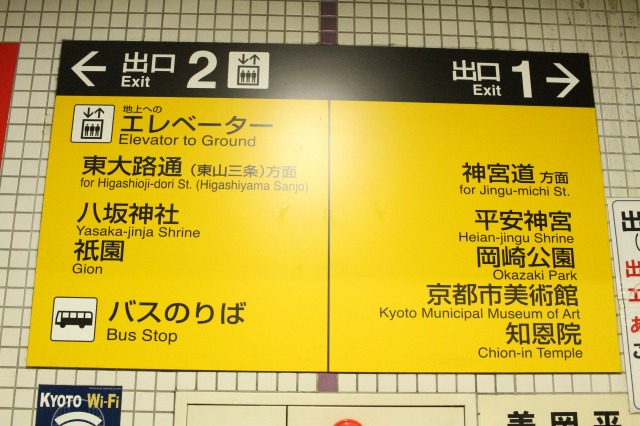 出口 2
Exit
出口 1
Exit
地上への
エレベーター
Elevator to Ground
東大路通（東山三条）方面
for Higashioji-dori St. (Higashiyama Sanjo)
八坂神社
Yasaka-jinja Shrine
祇園
Gion
バスのりば
Bus Stop
神宮道 方面
for Jingu-michi St.
平安神宮
Heian-jingu Shrine
岡崎公園
Okazaki Park
京都市美術館
Kyoto Municipal Museum of Art
知恩院
Chion-in Temple
KYOTO Wi-Fi